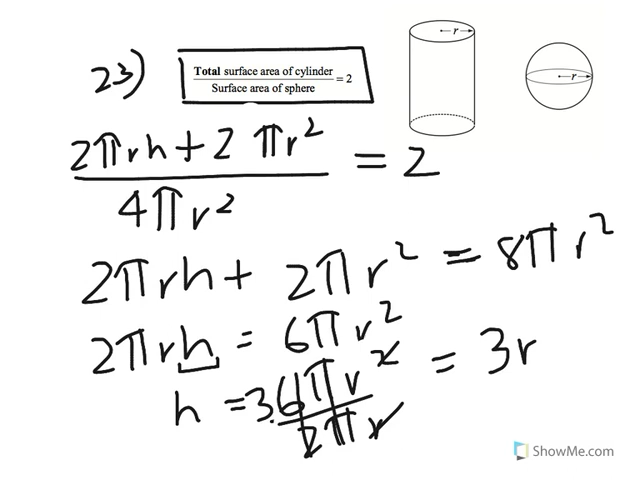 23)
Total surface area of cylinder
Surface area of sphere
= 2
r
r
2πrh + 2πr²
4πr²
= 2
2πrh + 2πr² = 8πr²
2πrh = 6πr²
h = 3 6πr² = 3r
2πr
ShowMe.com